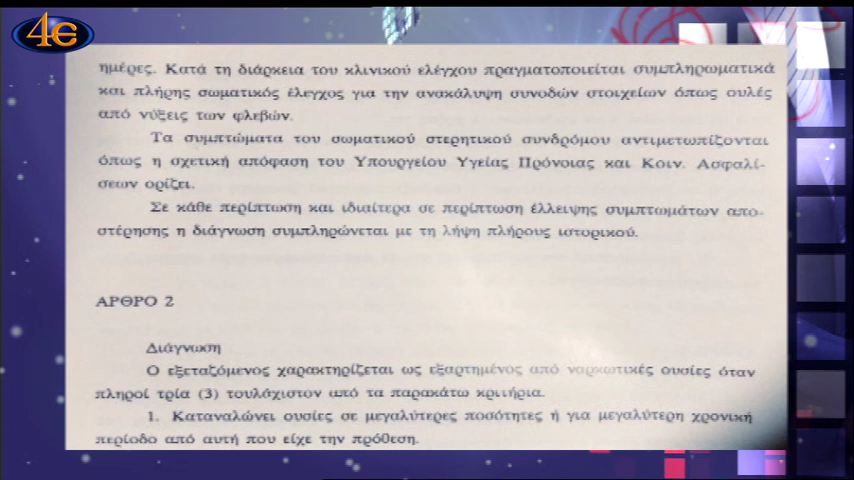 4Ε
ημέρες. Κατά τη διάρκεια του κλινικού ελέγχου πραγματοποιείται συμπληρωματικά
και πλήρης σωματικός έλεγχος για την ανακάλυψη συνοδών στοιχείων όπως ουλές
από νύξεις των φλεβών.
Τα συμπτώματα του σωματικού στερητικού συνδρόμου αντιμετωπίζονται
όπως η σχετική απόφαση του Υπουργείου Υγείας Πρόνοιας και Κοιν. Ασφαλί-
σεων ορίζει.
Σε κάθε περίπτωση και ιδιαίτερα σε περίπτωση έλλειψης συμπτωμάτων απο-
στέρησης η διάγνωση συμπληρώνεται με τη λήψη πλήρους ιστορικού.
ΑΡΘΡΟ 2
Διάγνωση
Ο εξεταζόμενος χαρακτηρίζεται ως εξαρτημένος από ναρκωτικές ουσίες όταν
πληροί τρία (3) τουλάχιστον από τα παρακάτω κριτήρια.
1. Καταναλώνει ουσίες σε μεγαλύτερες ποσότητες ή για μεγαλύτερη χρονική
περίοδο από αυτή που είχε την πρόθεση.